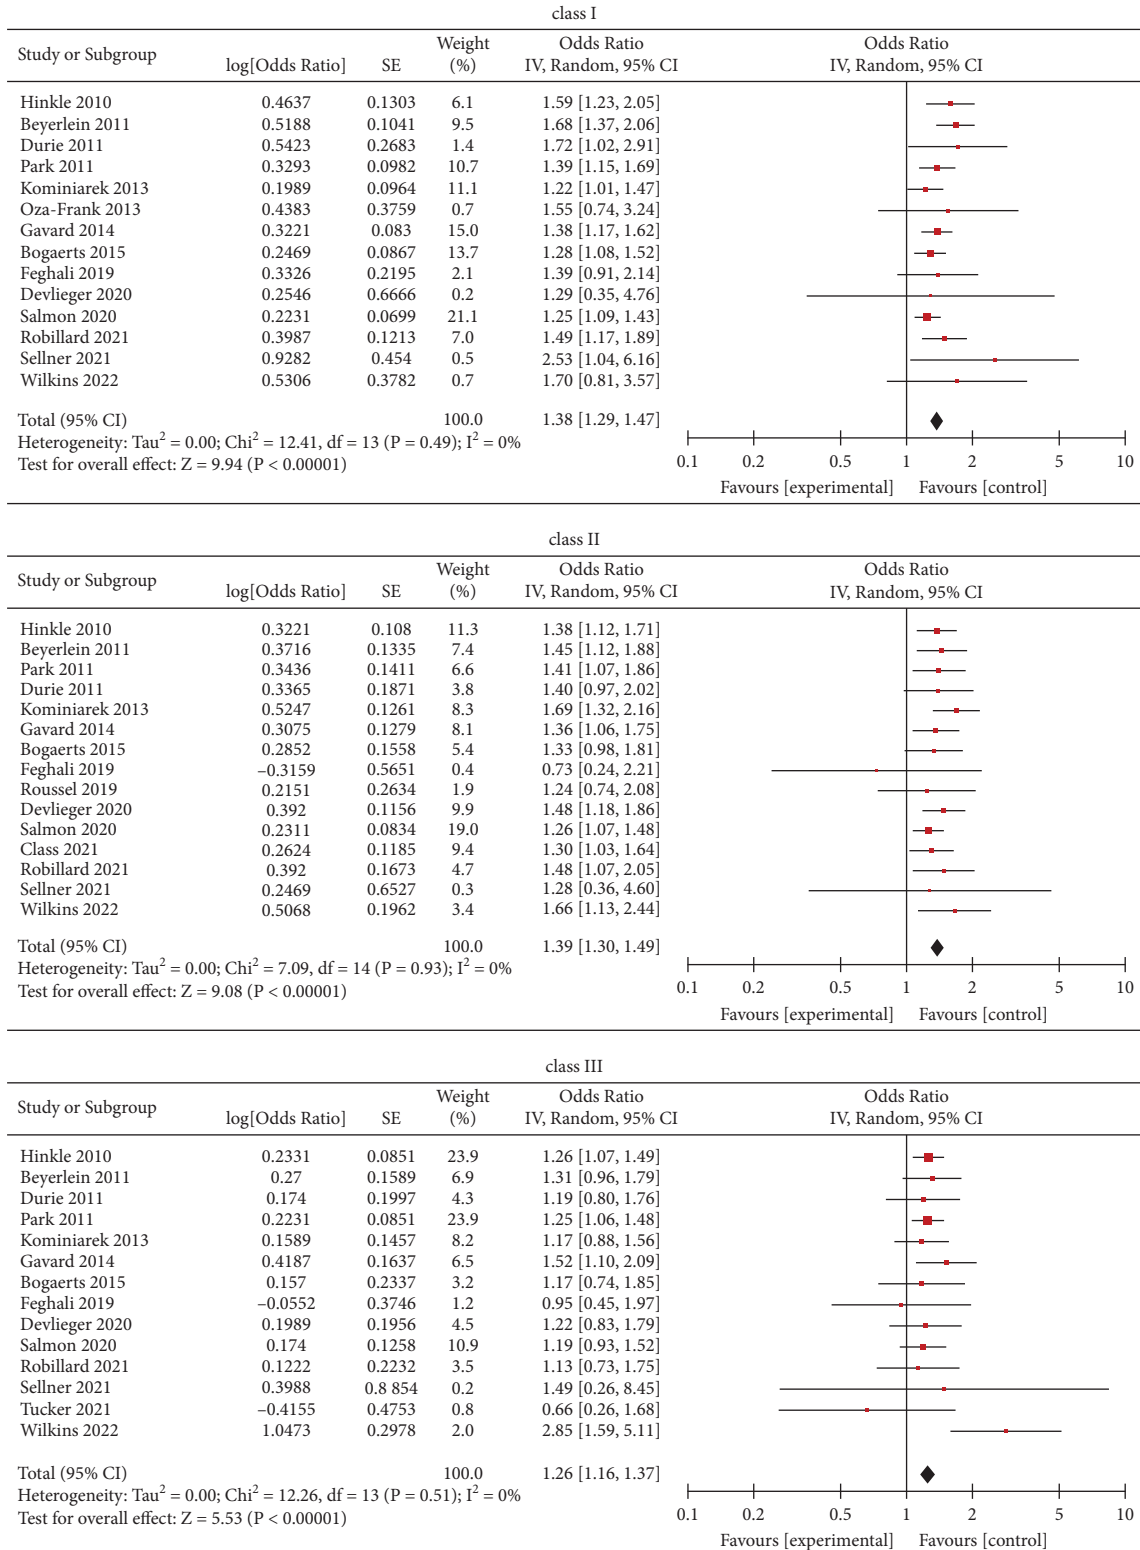 class I
Study or Subgroup log[Odds Ratio] SE Weight (%) Odds Ratio IV, Random, 95% CI Odds Ratio IV, Random, 95% CI
Hinkle 2010 0.4637 0.1303 6.1 1.59 [1.23, 2.05]
Beyerlein 2011 0.5188 0.1041 9.5 1.68 [1.37, 2.06]
Durie 2011 0.5423 0.2683 1.4 1.72 [1.02, 2.91]
Park 2011 0.3293 0.0982 10.7 1.39 [1.15, 1.69]
Kominiarek 2013 0.1989 0.0964 11.1 1.22 [1.01, 1.47]
Oza-Frank 2013 0.4383 0.3759 0.7 1.55 [0.74, 3.24]
Gavard 2014 0.3221 0.083 15.0 1.38 [1.17, 1.62]
Bogaerts 2015 0.2469 0.0867 13.7 1.28 [1.08, 1.52]
Feghali 2019 0.3326 0.2195 2.1 1.39 [0.91, 2.14]
Devlieger 2020 0.2546 0.6666 0.2 1.29 [0.35, 4.76]
Salmon 2020 0.2231 0.0699 21.1 1.25 [1.09, 1.43]
Robillard 2021 0.3987 0.1213 7.0 1.49 [1.17, 1.89]
Sellner 2021 0.9282 0.454 0.5 2.53 [1.04, 6.16]
Wilkins 2022 0.5306 0.3782 0.7 1.70 [0.81, 3.57]
Total (95% CI) 100.0 1.38 [1.29, 1.47]
Heterogeneity: Tau² = 0.00; Chi² = 12.41, df = 13 (P = 0.49); I² = 0%
Test for overall effect: Z = 9.94 (P < 0.00001)
0.1 0.2 0.5 1 2 5 10
Favours [experimental] Favours [control]
class II
Study or Subgroup log[Odds Ratio] SE Weight (%) Odds Ratio IV, Random, 95% CI Odds Ratio IV, Random, 95% CI
Hinkle 2010 0.3221 0.108 11.3 1.38 [1.12, 1.71]
Beyerlein 2011 0.3716 0.1335 7.4 1.45 [1.12, 1.88]
Park 2011 0.3436 0.1411 6.6 1.41 [1.07, 1.86]
Durie 2011 0.3365 0.1871 3.8 1.40 [0.97, 2.02]
Kominiarek 2013 0.5247 0.1261 8.3 1.69 [1.32, 2.16]
Gavard 2014 0.3075 0.1279 8.1 1.36 [1.06, 1.75]
Bogaerts 2015 0.2852 0.1558 5.4 1.33 [0.98, 1.81]
Feghali 2019 –0.3159 0.5651 0.4 0.73 [0.24, 2.21]
Roussel 2019 0.2151 0.2634 1.9 1.24 [0.74, 2.08]
Devlieger 2020 0.392 0.1156 9.9 1.48 [1.18, 1.86]
Salmon 2020 0.2311 0.0834 19.0 1.26 [1.07, 1.48]
Class 2021 0.2624 0.1185 9.4 1.30 [1.03, 1.64]
Robillard 2021 0.392 0.1673 4.7 1.48 [1.07, 2.05]
Sellner 2021 0.2469 0.6527 0.3 1.28 [0.36, 4.60]
Wilkins 2022 0.5068 0.1962 3.4 1.66 [1.13, 2.44]
Total (95% CI) 100.0 1.39 [1.30, 1.49]
Heterogeneity: Tau² = 0.00; Chi² = 7.09, df = 14 (P = 0.93); I² = 0%
Test for overall effect: Z = 9.08 (P < 0.00001)
0.1 0.2 0.5 1 2 5 10
Favours [experimental] Favours [control]
class III
Study or Subgroup log[Odds Ratio] SE Weight (%) Odds Ratio IV, Random, 95% CI Odds Ratio IV, Random, 95% CI
Hinkle 2010 0.2331 0.0851 23.9 1.26 [1.07, 1.49]
Beyerlein 2011 0.27 0.1589 6.9 1.31 [0.96, 1.79]
Durie 2011 0.174 0.1997 4.3 1.19 [0.80, 1.76]
Park 2011 0.2231 0.0851 23.9 1.25 [1.06, 1.48]
Kominiarek 2013 0.1589 0.1457 8.2 1.17 [0.88, 1.56]
Gavard 2014 0.4187 0.1637 6.5 1.52 [1.10, 2.09]
Bogaerts 2015 0.157 0.2337 3.2 1.17 [0.74, 1.85]
Feghali 2019 –0.0552 0.3746 1.2 0.95 [0.45, 1.97]
Devlieger 2020 0.1989 0.1956 4.5 1.22 [0.83, 1.79]
Salmon 2020 0.174 0.1258 10.9 1.19 [0.93, 1.52]
Robillard 2021 0.1222 0.2232 3.5 1.13 [0.73, 1.75]
Sellner 2021 0.3988 0.8 854 0.2 1.49 [0.26, 8.45]
Tucker 2021 –0.4155 0.4753 0.8 0.66 [0.26, 1.68]
Wilkins 2022 1.0473 0.2978 2.0 2.85 [1.59, 5.11]
Total (95% CI) 100.0 1.26 [1.16, 1.37]
Heterogeneity: Tau² = 0.00; Chi² = 12.26, df = 13 (P = 0.51); I² = 0%
Test for overall effect: Z = 5.53 (P < 0.00001)
0.1 0.2 0.5 1 2 5 10
Favours [experimental] Favours [control]